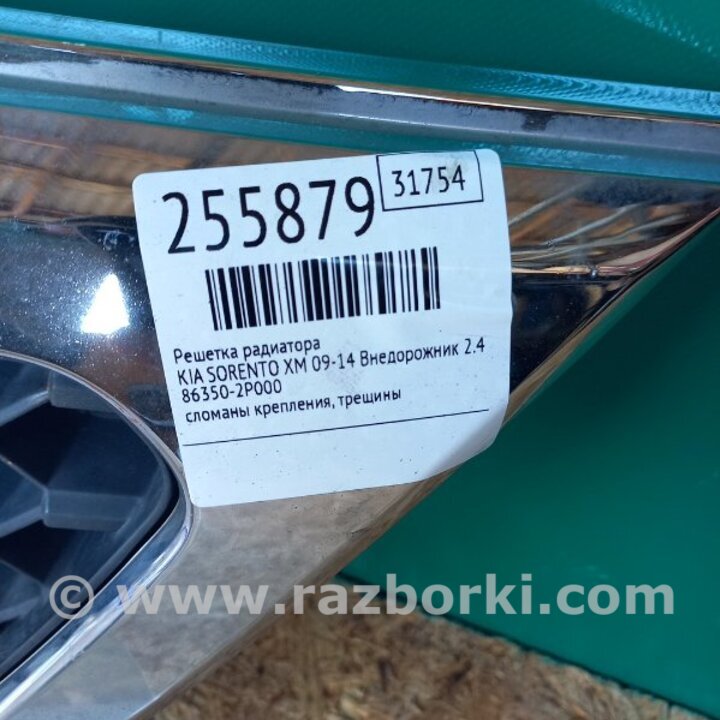 255879
31754
Решетка радиатора
KIA SORENTO XM 09-14 Внедорожник 2.4
86350-2P000
сломаны крепления, трещины
© www.razborki.com